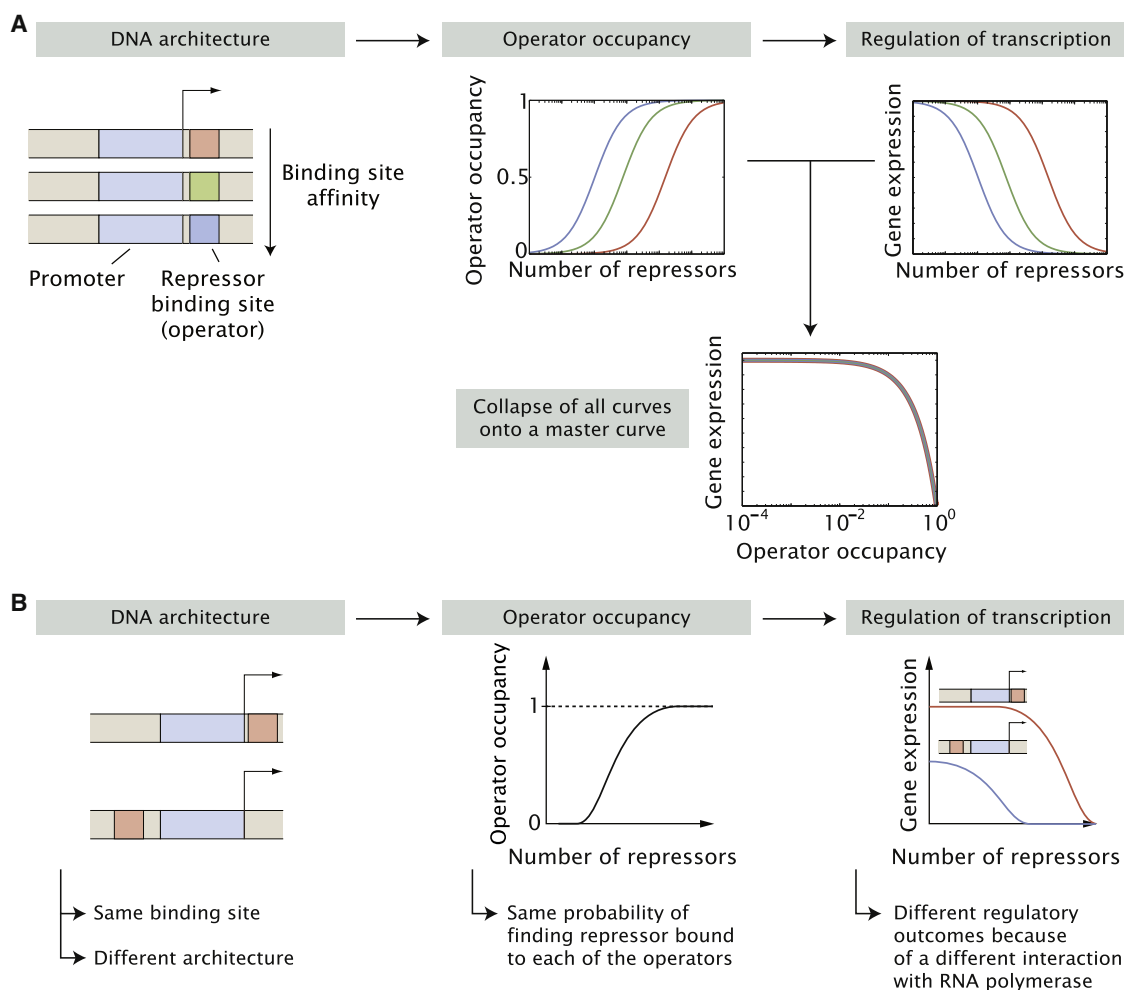 A
DNA architecture
Operator occupancy
Regulation of transcription
Binding site
affinity
Promoter
Repressor
binding site
(operator)
Operator occupancy
1
0.5
0
Number of repressors
Gene expression
Number of repressors
Collapse of all curves
onto a master curve
Gene expression
10⁻⁴
10⁻²
10⁰
Operator occupancy
B
DNA architecture
Operator occupancy
Regulation of transcription
Same binding site
Different architecture
Operator occupancy
1
0
Number of repressors
Same probability of
finding repressor bound
to each of the operators
Gene expression
Number of repressors
Different regulatory
outcomes because
of a different interaction
with RNA polymerase